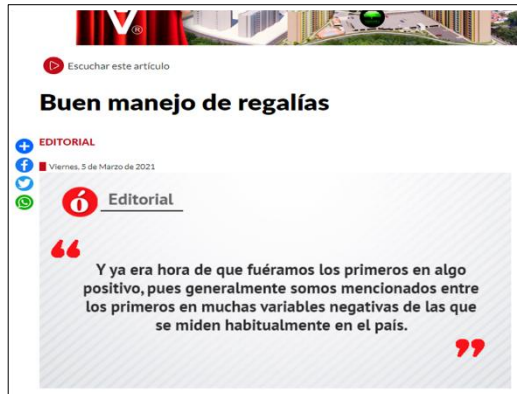 V®
Escuchar este artículo
Buen manejo de regalías
EDITORIAL
Viernes, 5 de Marzo de 2021
ó Editorial
“
Y ya era hora de que fuéramos los primeros en algo
positivo, pues generalmente somos mencionados entre
los primeros en muchas variables negativas de las que
se miden habitualmente en el país.
”